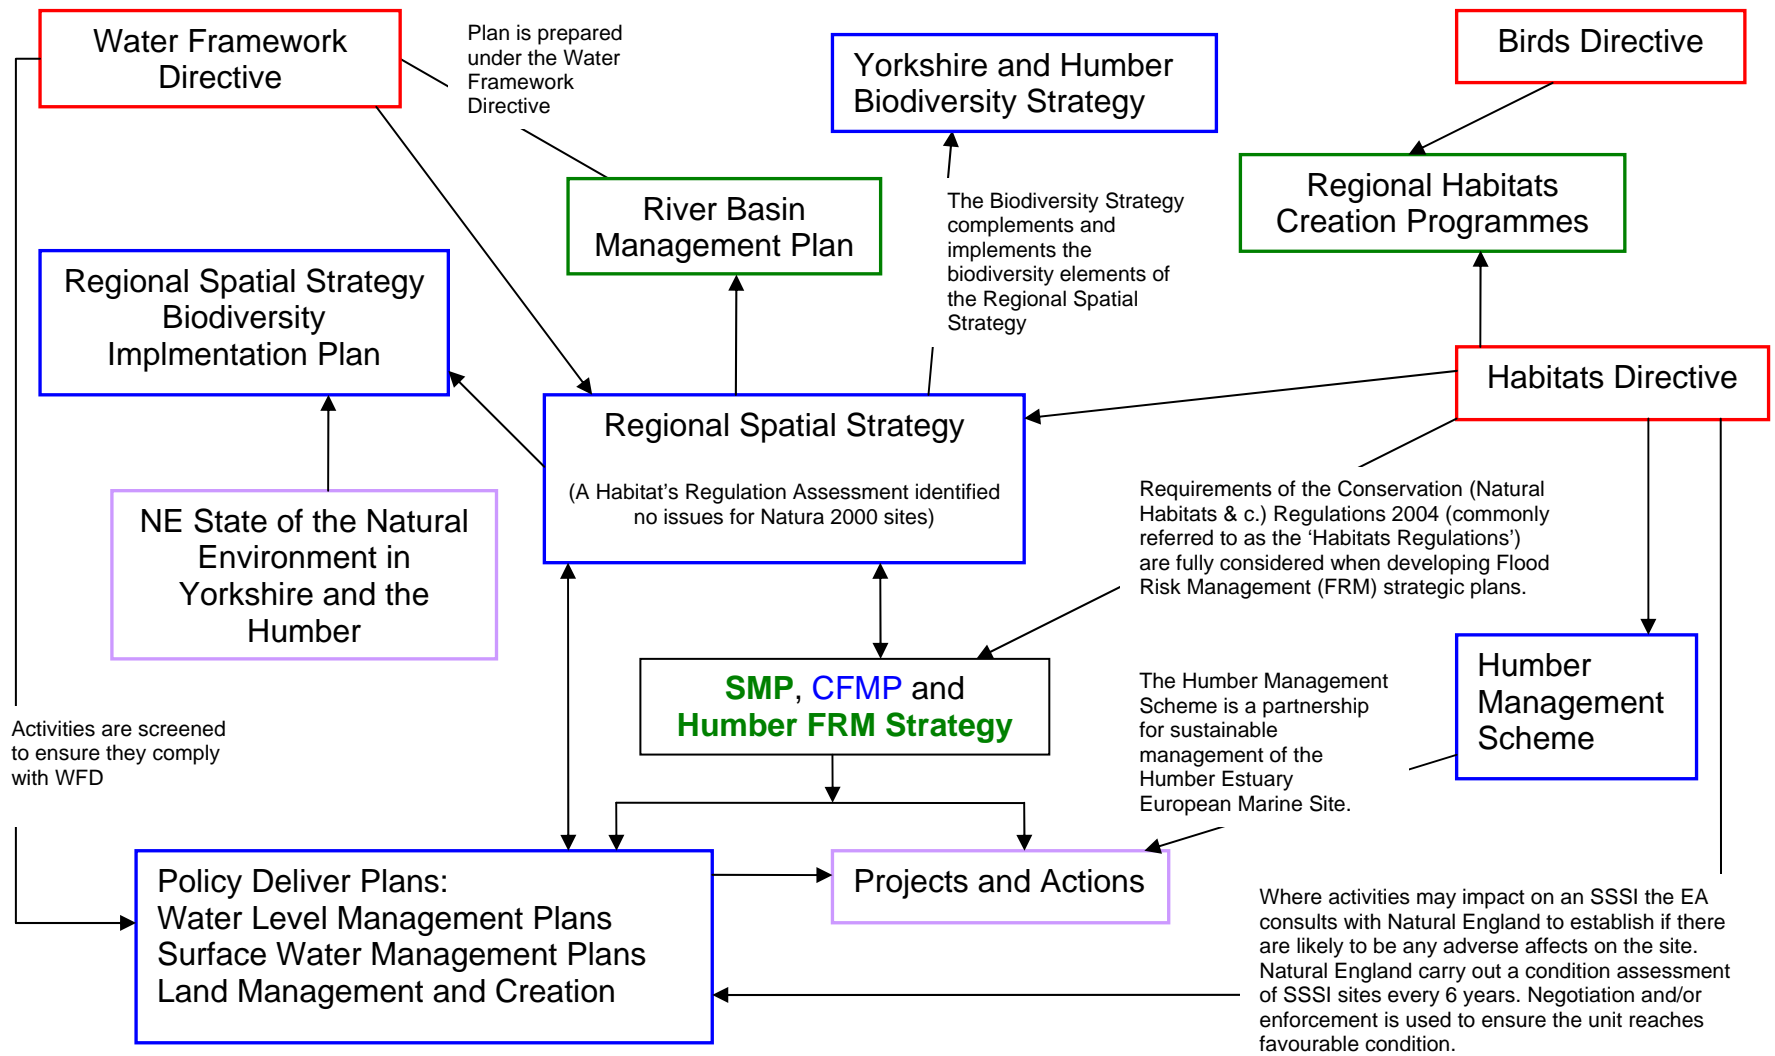 Water Framework
Directive
Plan is prepared
under the Water
Framework
Directive
Yorkshire and Humber
Biodiversity Strategy
Birds Directive
River Basin
Management Plan
The Biodiversity Strategy
complements and
implements the
biodiversity elements of
the Regional Spatial
Strategy
Regional Habitats
Creation Programmes
Regional Spatial Strategy
Biodiversity
Implmentation Plan
Habitats Directive
Regional Spatial Strategy
(A Habitat's Regulation Assessment identified
no issues for Natura 2000 sites)
NE State of the Natural
Environment in
Yorkshire and the
Humber
Requirements of the Conservation (Natural
Habitats & c.) Regulations 2004 (commonly
referred to as the ‘Habitats Regulations’)
are fully considered when developing Flood
Risk Management (FRM) strategic plans.
SMP, CFMP and
Humber FRM Strategy
The Humber Management
Scheme is a partnership
for sustainable
management of the
Humber Estuary
European Marine Site.
Humber
Management
Scheme
Activities are screened
to ensure they comply
with WFD
Policy Deliver Plans:
Water Level Management Plans
Surface Water Management Plans
Land Management and Creation
Projects and Actions
Where activities may impact on an SSSI the EA
consults with Natural England to establish if there
are likely to be any adverse affects on the site.
Natural England carry out a condition assessment
of SSSI sites every 6 years. Negotiation and/or
enforcement is used to ensure the unit reaches
favourable condition.